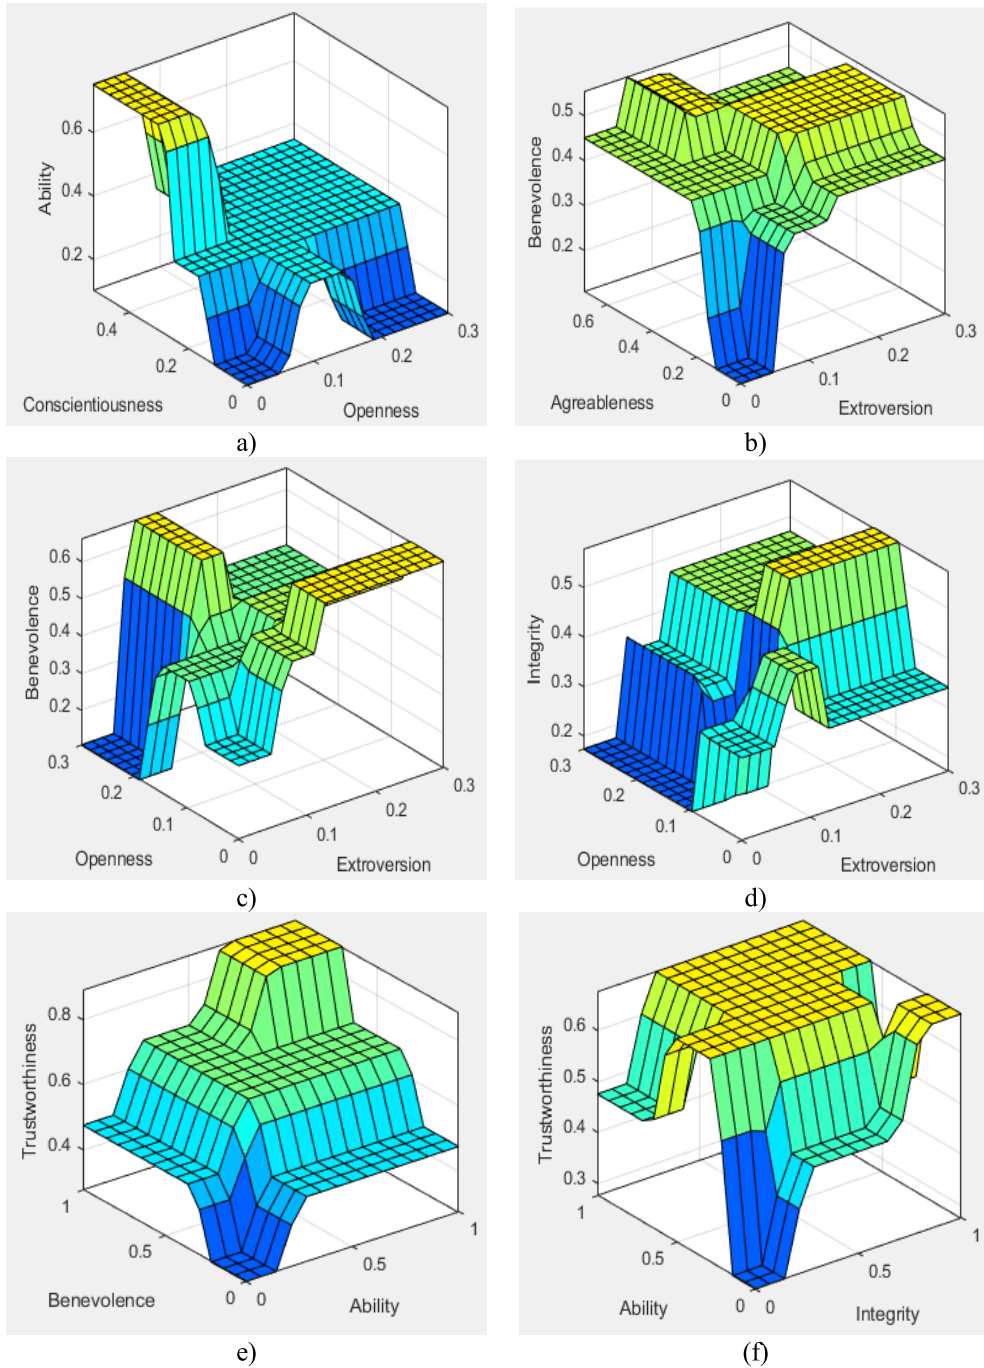 0.6
0.4
0.2
Ability
0.4
0.2
0
Conscientiousness
0
0.1
0.2
0.3
Openness
a)
0.5
0.4
0.3
0.2
Benevolence
0.6
0.4
0.2
0
Agreableness
0
0.1
0.2
0.3
Extroversion
b)
0.6
0.5
0.4
0.3
0.2
Benevolence
0.3
0.2
0.1
0
Openness
0
0.1
0.2
0.3
Extroversion
c)
0.5
0.4
0.3
0.2
Integrity
0.3
0.2
0.1
0
Openness
0
0.1
0.2
0.3
Extroversion
d)
0.8
0.6
0.4
Trustworthiness
1
0.5
0
Benevolence
0
0.5
1
Ability
e)
0.6
0.5
0.4
0.3
Trustworthiness
1
0.5
0
Ability
0
0.5
1
Integrity
(f)